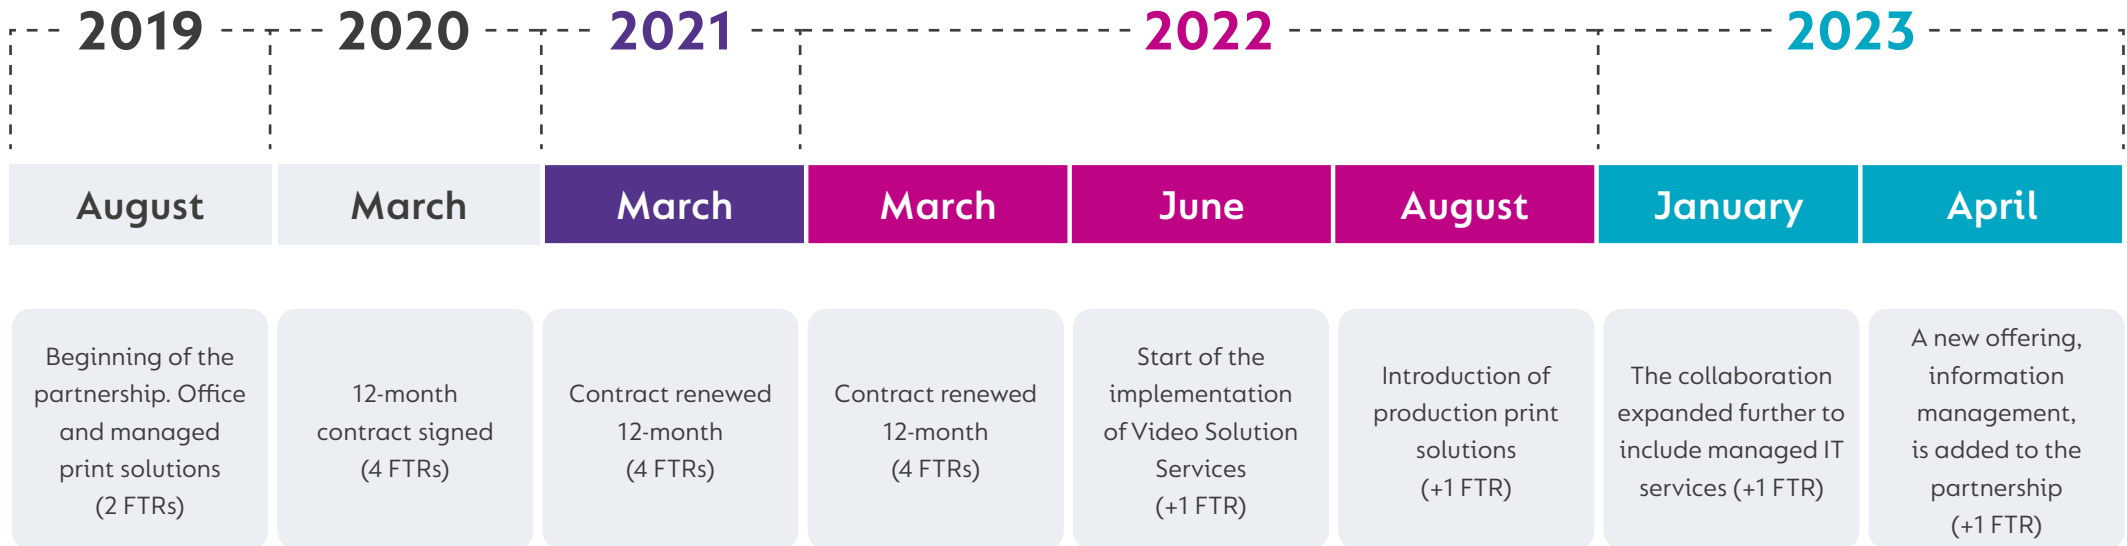 2019
2020
2021
2022
2023
August
March
March
March
June
August
January
April
Beginning of the
partnership. Office
and managed
print solutions
(2 FTRs)
12-month
contract signed
(4 FTRs)
Contract renewed
12-month
(4 FTRs)
Contract renewed
12-month
(4 FTRs)
Start of the
implementation
of Video Solution
Services
(+1 FTR)
Introduction of
production print
solutions
(+1 FTR)
The collaboration
expanded further to
include managed IT
services (+1 FTR)
A new offering,
information
management,
is added to the
partnership
(+1 FTR)